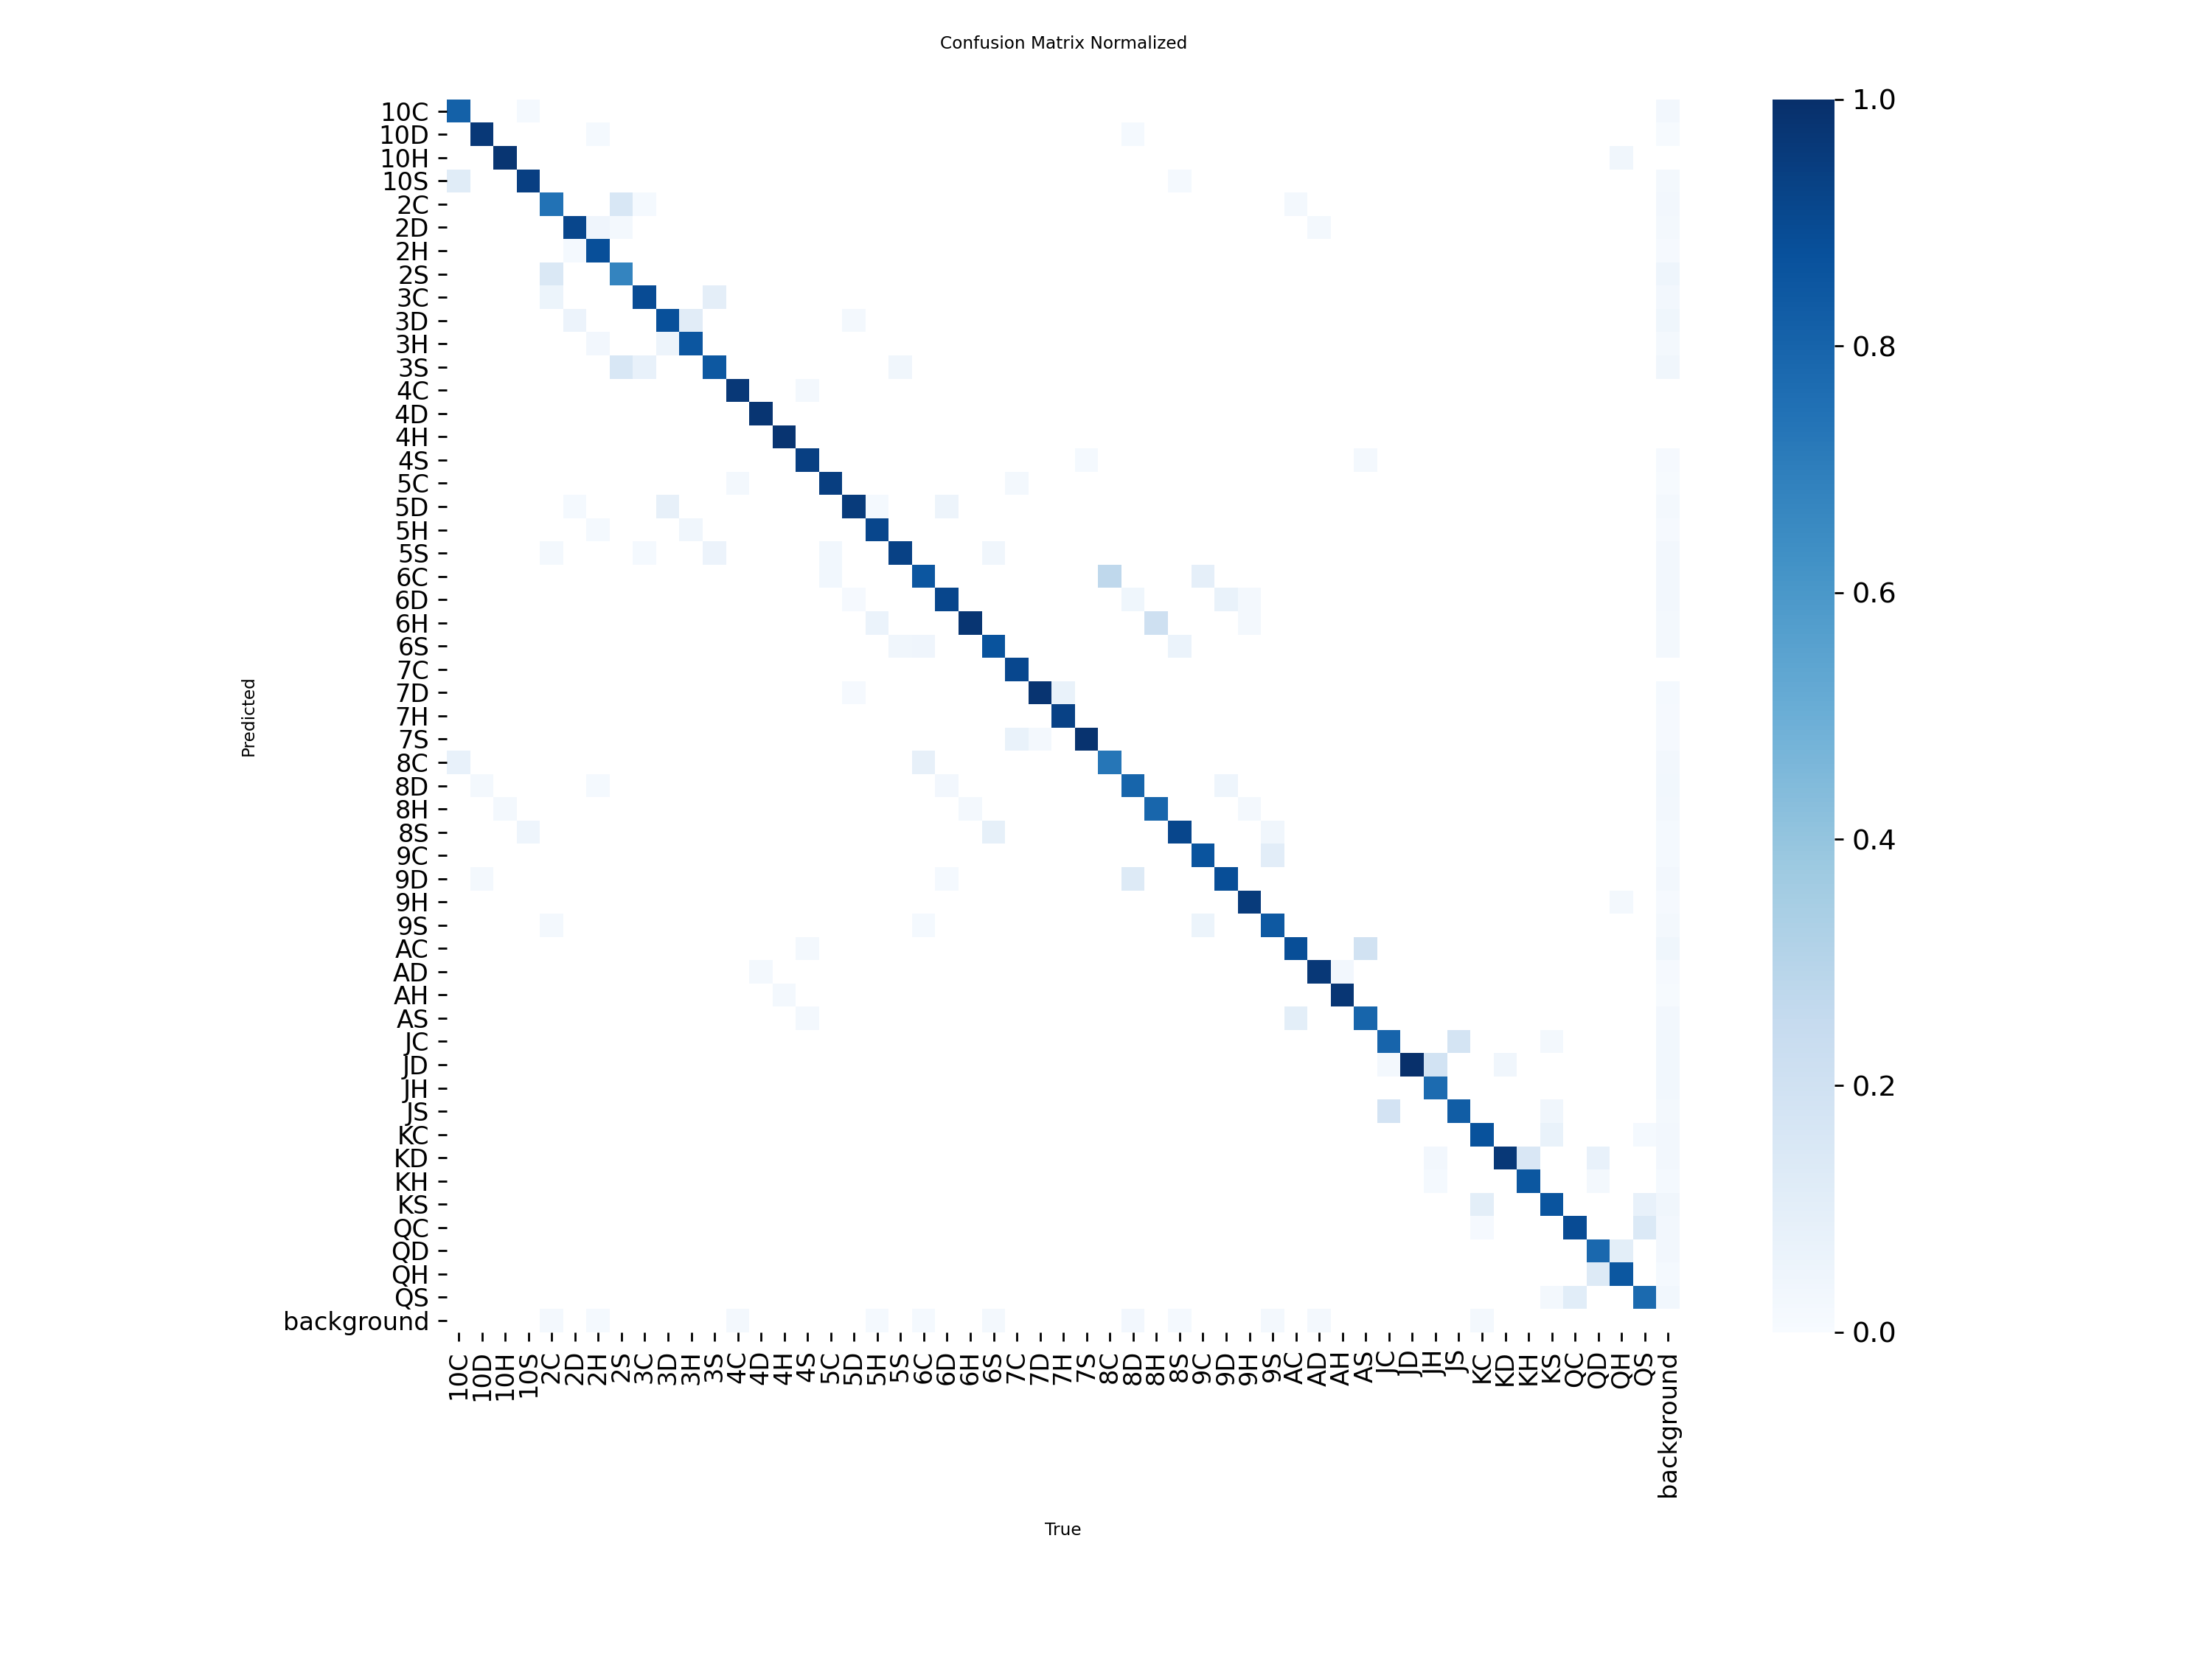 Confusion Matrix Normalized
10C
10D
10H
10S
2C
2D
2H
2S
3C
3D
3H
3S
4C
4D
4H
4S
5C
5D
5H
5S
6C
6D
6H
6S
7C
7D
7H
7S
8C
8D
8H
8S
9C
9D
9H
9S
AC
AD
AH
AS
JC
JD
JH
JS
KC
KD
KH
KS
QC
QD
QH
QS
background
Predicted
10C 10D 10H 10S 2C 2D 2H 2S 3C 3D 3H 3S 4C 4D 4H 4S 5C 5D 5H 5S 6C 6D 6H 6S 7C 7D 7H 7S 8C 8D 8H 8S 9C 9D 9H 9S AC AD AH AS JC JD JH JS KC KD KH KS QC QD QH QS background
True
1.0
0.8
0.6
0.4
0.2
0.0